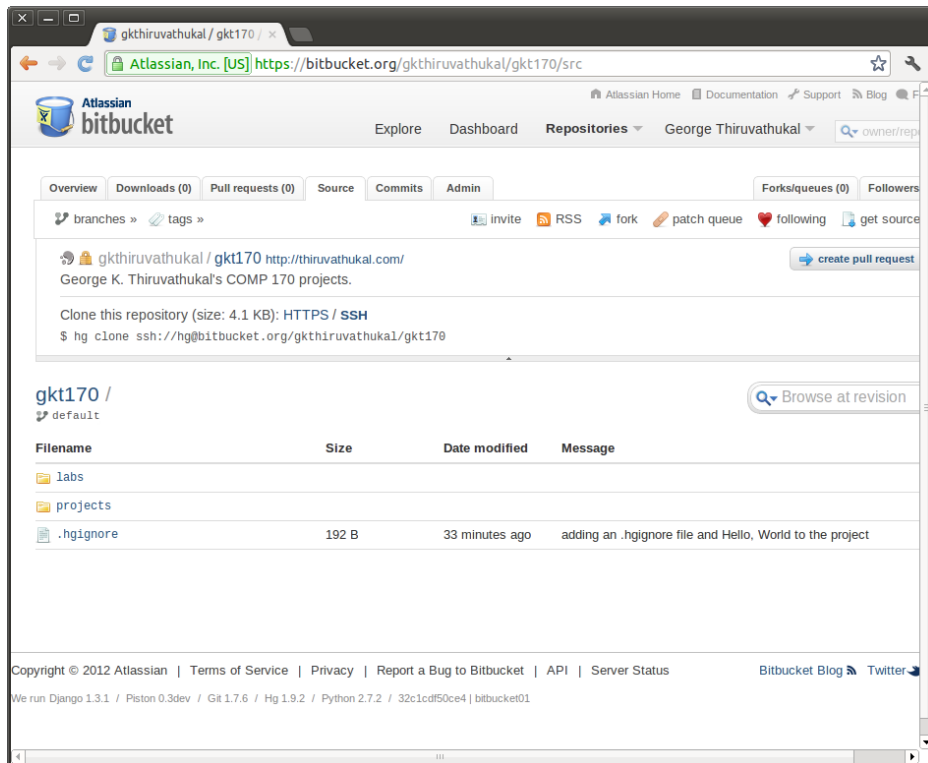 gkthiruvathukal / gkt170 /
Atlassian, Inc. [US] https://bitbucket.org/gkthiruvathukal/gkt170/src
Atlassian Home Documentation Support Blog F
Atlassian
bitbucket
Explore Dashboard Repositories George Thiruvathukal owner/repo
Overview Downloads (0) Pull requests (0) Source Commits Admin Forks/queues (0) Followers
branches » tags » invite RSS fork patch queue following get source
gkthiruvathukal / gkt170 http://thiruvathukal.com/ create pull request
George K. Thiruvathukal's COMP 170 projects.
Clone this repository (size: 4.1 KB): HTTPS / SSH
$ hg clone ssh://hg@bitbucket.org/gkthiruvathukal/gkt170
gkt170 / Browse at revision
default
Filename Size Date modified Message
labs
projects
.hgignore 192 B 33 minutes ago adding an .hgignore file and Hello, World to the project
Copyright © 2012 Atlassian | Terms of Service | Privacy | Report a Bug to Bitbucket | API | Server Status Bitbucket Blog Twitter
We run Django 1.3.1 / Piston 0.3dev / Git 1.7.6 / Hg 1.9.2 / Python 2.7.2 / 32c1cdf50ce4 | bitbucket01